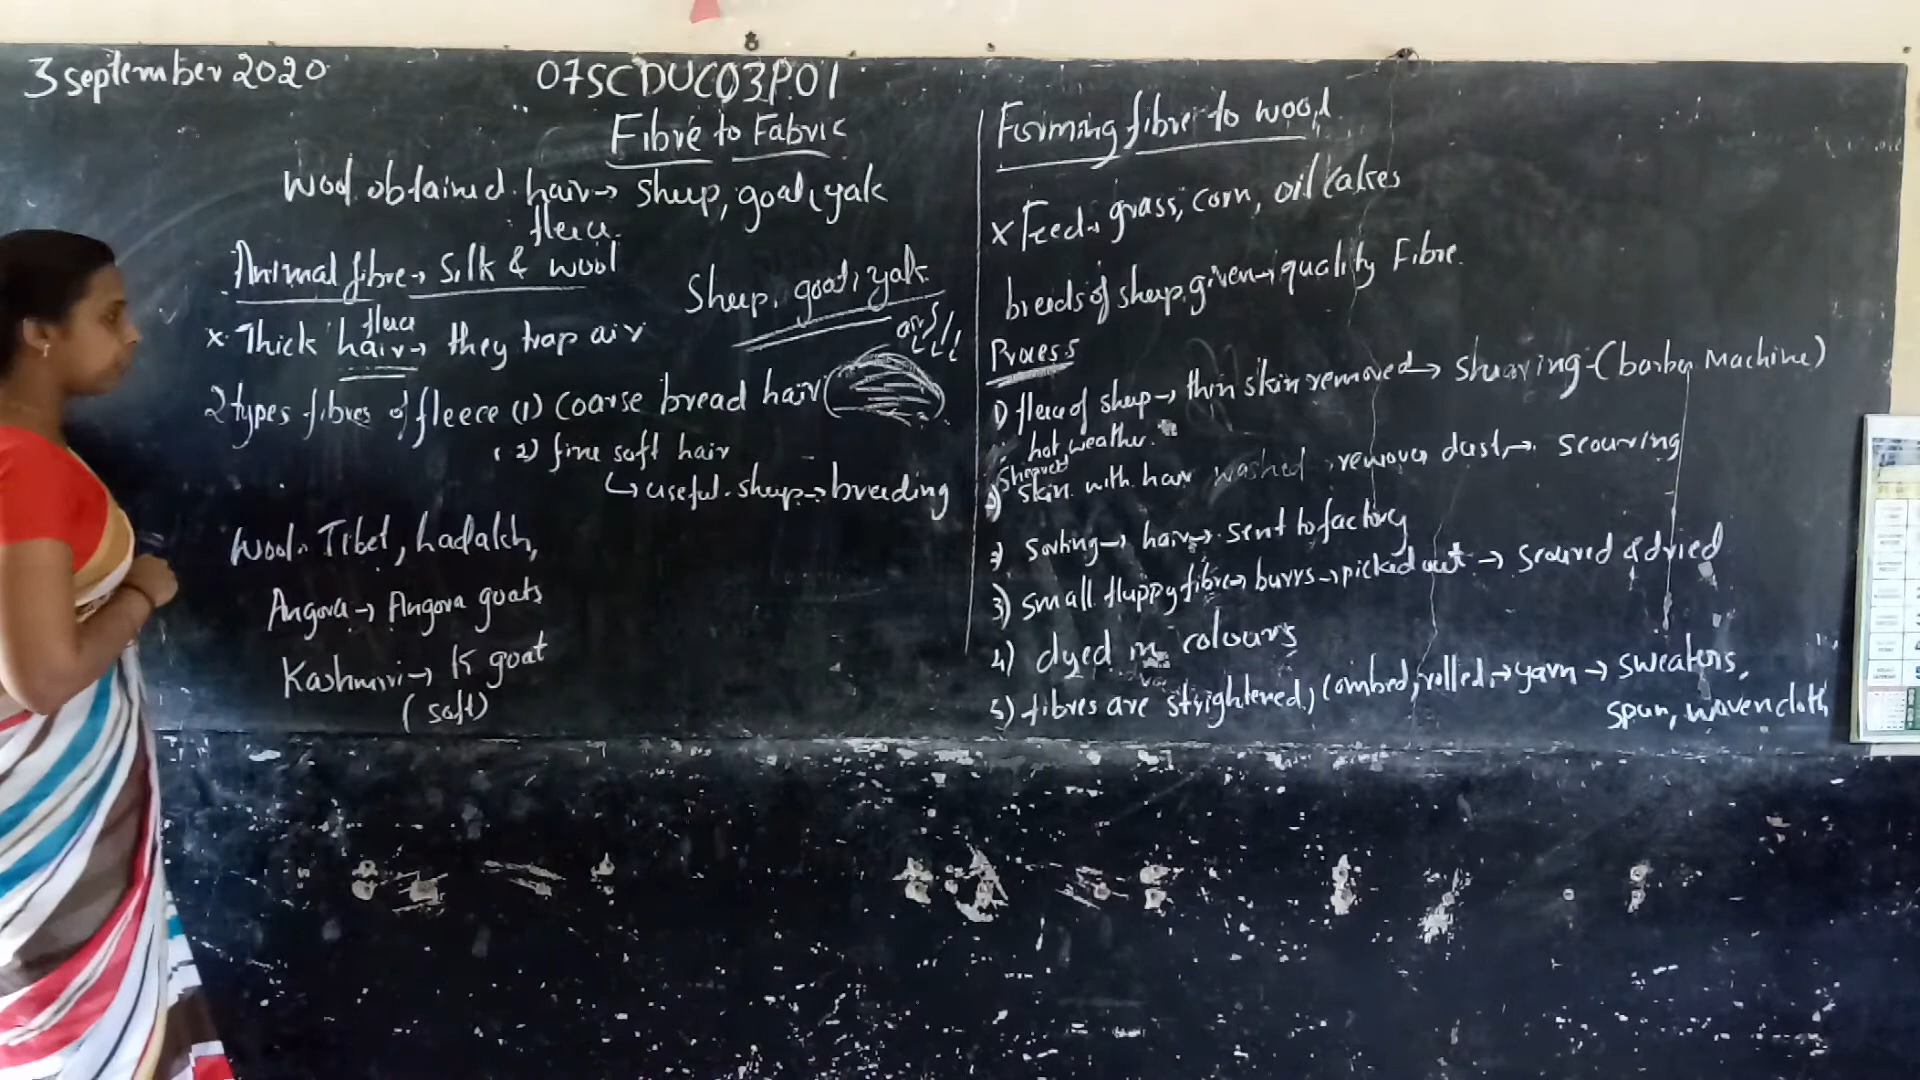 3 september 2020
07SCDUC03P01
Fibre to Fabric
Wool obtained hair→ sheep, goat, yak
fleece.
Animal fibre→ Silk & wool
Sheep, goat, yak
fleece
x Thick hair→ they trap air
air
2 types fibres of fleece (1) Coarse bread hair
(2) fine soft hair
↳ useful sheep→ breeding
Wool→ Tibet, Ladakh,
Angora→ Angora goats
Kashmiri→ K goat
(soft)
Forming fibre to wool
x Feed→ grass, corn, oil cakes
breeds of sheep given→ quality Fibre.
Process
1) fleece of sheep→ thin skin removed→ shearing-(barber Machine)
hot weather.
Sheared
2) skin with hair washed remove dust→ scouring
2) Sorting→ hair→ sent to factory
3) small fluppy fibre→ burrs→ picked out → scoured & dried
4) dyed in colours
5) fibres are strightened, combed, rolled→ yarn → sweaters,
spun, woven cloth